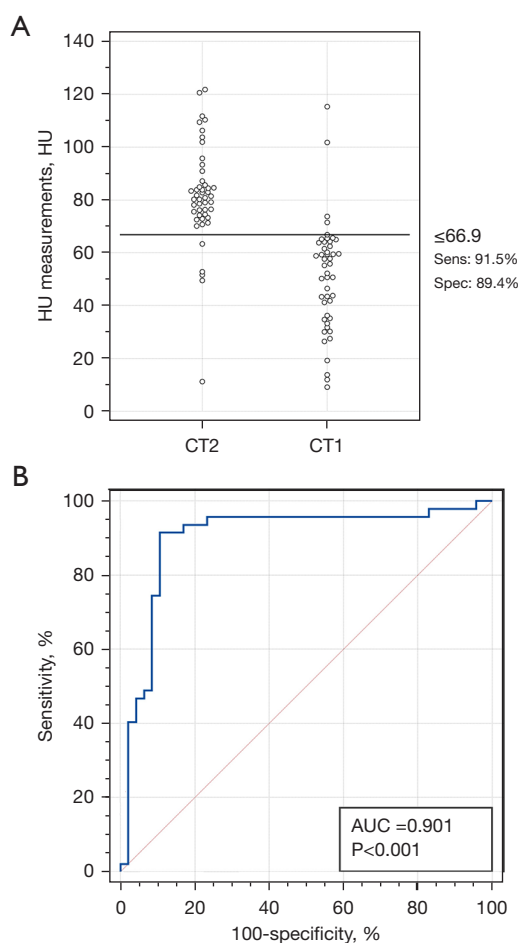 A
140
120
100
80
60
40
20
0
HU measurements, HU
≤66.9
Sens: 91.5%
Spec: 89.4%
CT2 CT1
B
100
80
60
40
20
0
Sensitivity, %
AUC =0.901
P<0.001
0 20 40 60 80 100
100-specificity, %